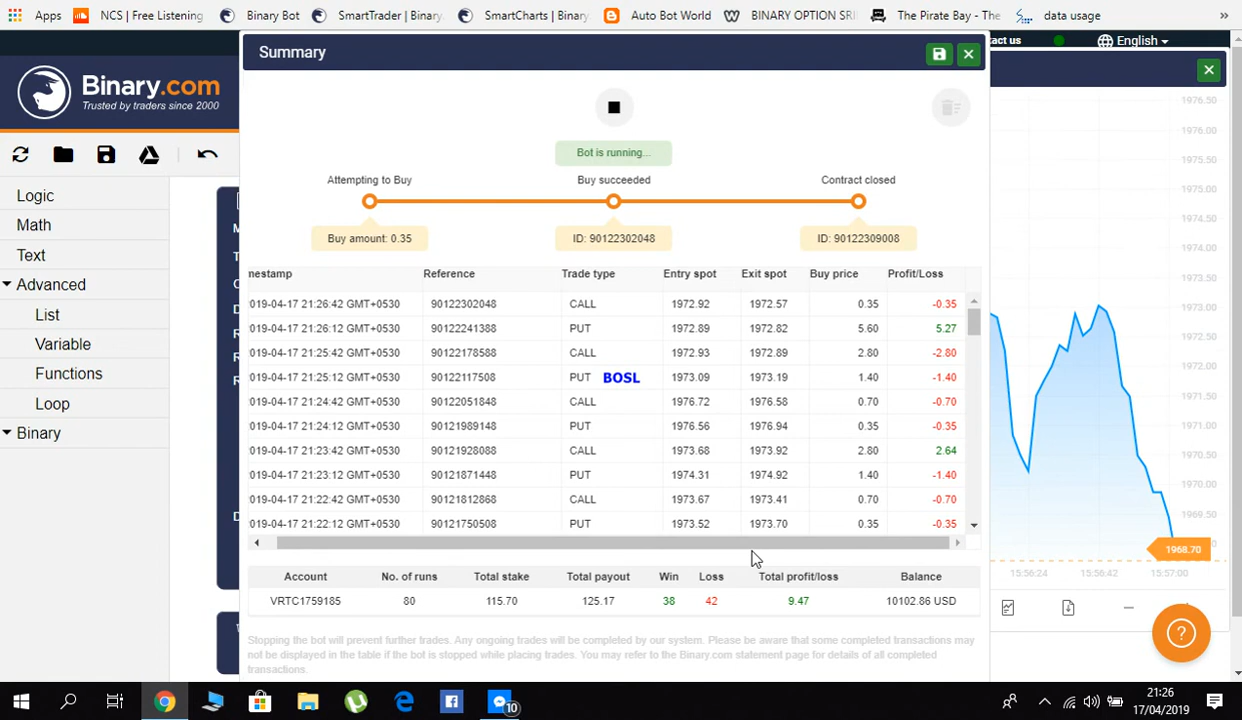 Apps NCS | Free Listening Binary Bot SmartTrader | Binary. SmartCharts | Binary Auto Bot World BINARY OPTION SRI The Pirate Bay - The data usage »
act us English
Summary
Binary.com
Trusted by traders since 2000
Bot is running...
Attempting to Buy Buy succeeded Contract closed
Buy amount: 0.35 ID: 90122302048 ID: 90122309008
Logic
Math
Text
Advanced
List
Variable
Functions
Loop
Binary
mestamp Reference Trade type Entry spot Exit spot Buy price Profit/Loss
019-04-17 21:26:42 GMT+0530 90122302048 CALL 1972.92 1972.57 0.35 -0.35
019-04-17 21:26:12 GMT+0530 90122241388 PUT 1972.89 1972.82 5.60 5.27
019-04-17 21:25:42 GMT+0530 90122178588 CALL 1972.93 1972.89 2.80 -2.80
019-04-17 21:25:12 GMT+0530 90122117508 PUT BOSL 1973.09 1973.19 1.40 -1.40
019-04-17 21:24:42 GMT+0530 90122051848 CALL 1976.72 1976.58 0.70 -0.70
019-04-17 21:24:12 GMT+0530 90121989148 PUT 1976.56 1976.94 0.35 -0.35
019-04-17 21:23:42 GMT+0530 90121928088 CALL 1973.68 1973.92 2.80 2.64
019-04-17 21:23:12 GMT+0530 90121871448 PUT 1974.31 1974.92 1.40 -1.40
019-04-17 21:22:42 GMT+0530 90121812868 CALL 1973.67 1973.41 0.70 -0.70
019-04-17 21:22:12 GMT+0530 90121750508 PUT 1973.52 1973.70 0.35 -0.35
Account No. of runs Total stake Total payout Win Loss Total profit/loss Balance
VRTC1759185 80 115.70 125.17 38 42 9.47 10102.86 USD
Stopping the bot will prevent further trades. Any ongoing trades will be completed by our system. Please be aware that some completed transactions may
not be displayed in the table if the bot is stopped while placing trades. You may refer to the Binary.com statement page for details of all completed
transactions.
1976.50
1976.00
1975.50
1975.00
1974.50
1974.00
1973.50
1973.00
1972.50
1972.00
1971.50
1971.00
1970.50
1970.00
1969.50
1968.70
15:56:24 15:56:42 15:57:00
?
10
21:26
17/04/2019